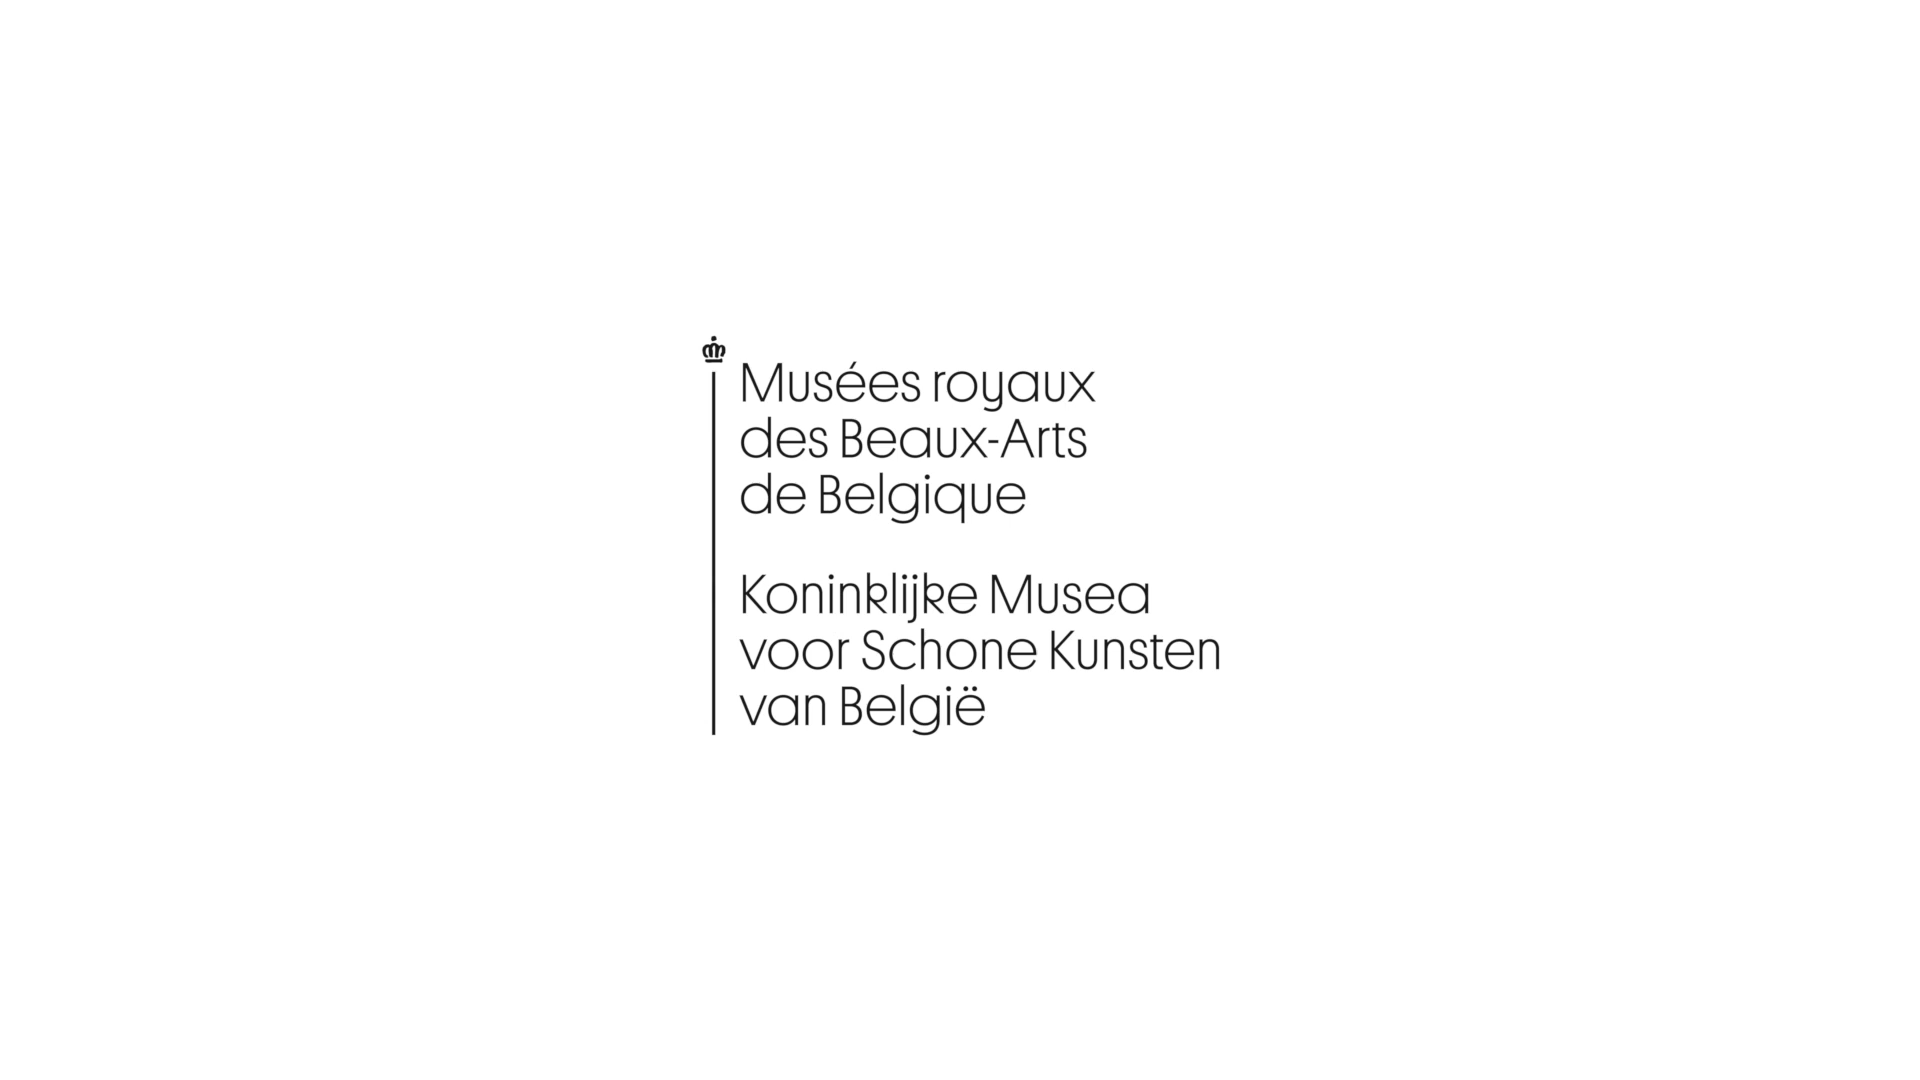 Musées royaux
des Beaux-Arts
de Belgique
Koninklijke Musea
voor Schone Kunsten
van België